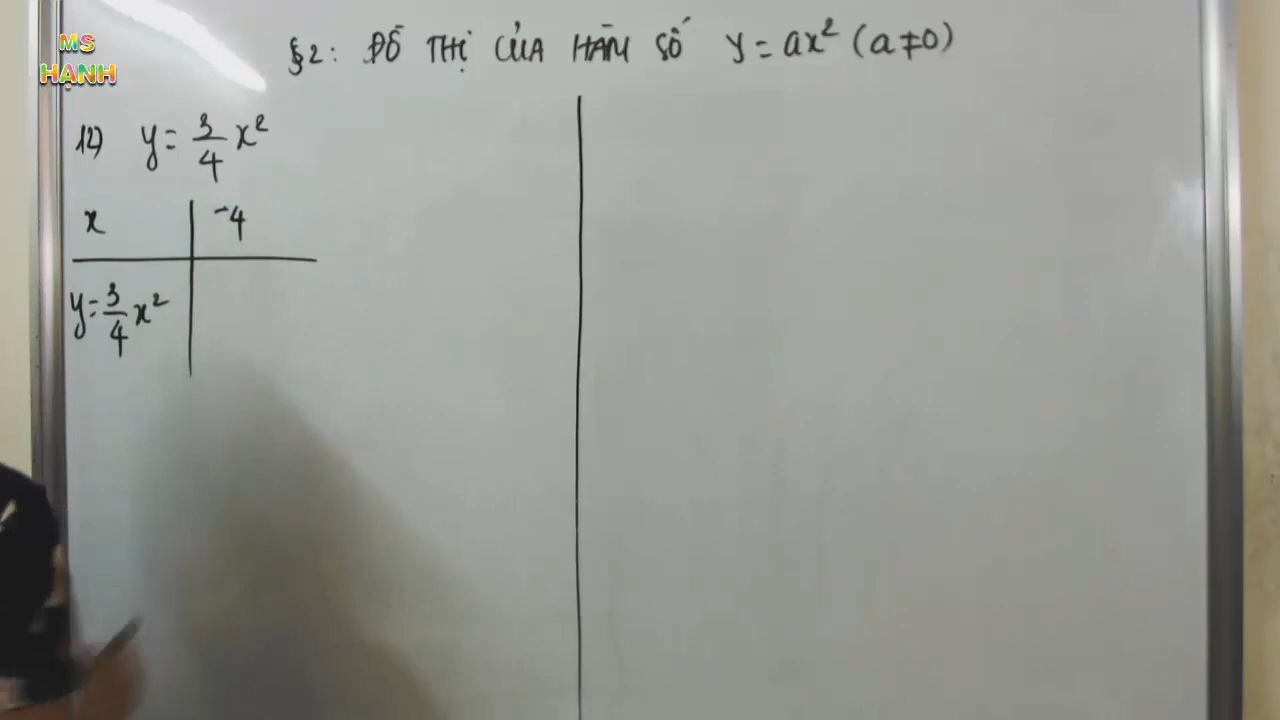 MS
HẠNH
§2: ĐỒ THỊ CỦA HÀM SỐ y = ax² (a ≠ 0)
12) y = 3/4 x²
x | -4
y = 3/4 x²